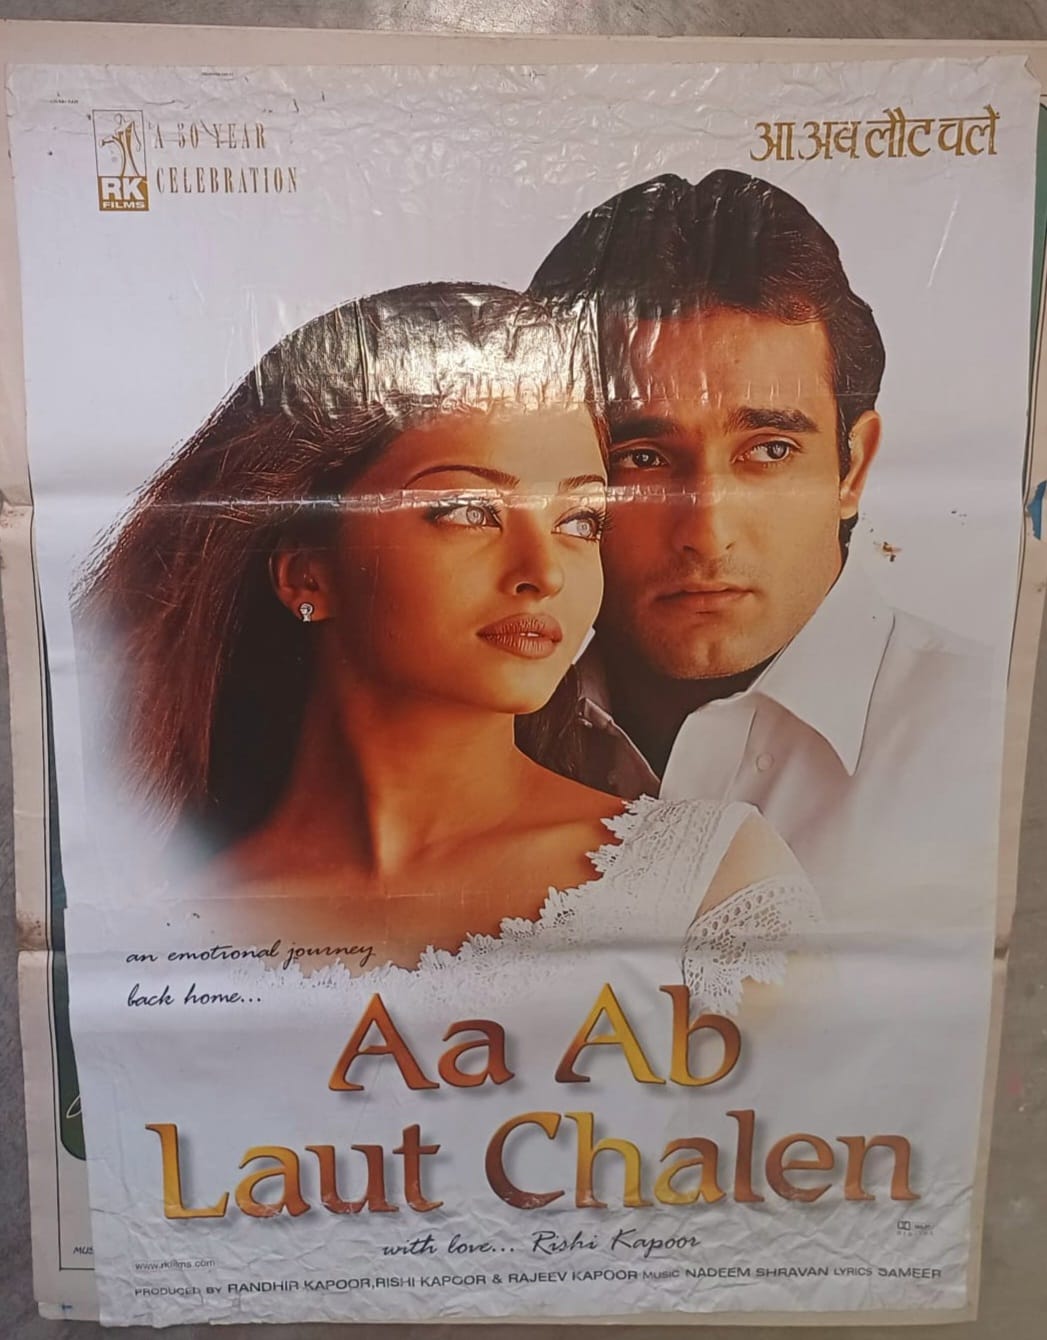 A 50 YEAR
CELEBRATION
RK
FILMS
आ अब लौट चलें
an emotional journey
back home...
Aa Ab
Laut Chalen
with love... Rishi Kapoor
www.rkfilms.com
PRODUCED BY RANDHIR KAPOOR,RISHI KAPOOR & RAJEEV KAPOOR MUSIC NADEEM SHRAVAN LYRICS SAMEER